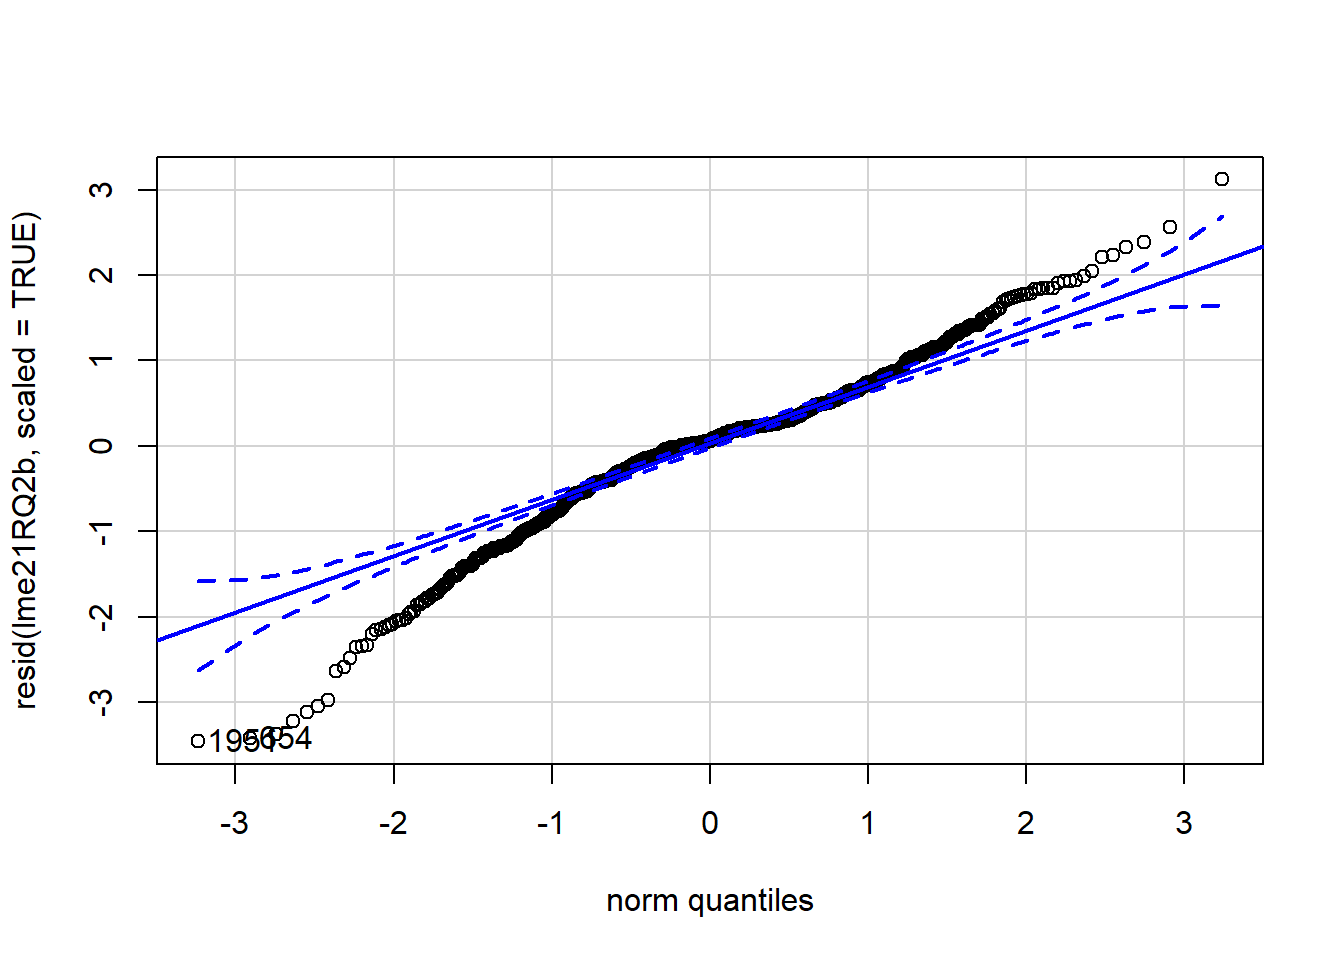 resid(lme21RQ2b, scaled = TRUE)
3
2
1
0
-1
-2
-3
654
-3 -2 -1 0 1 2 3
norm quantiles